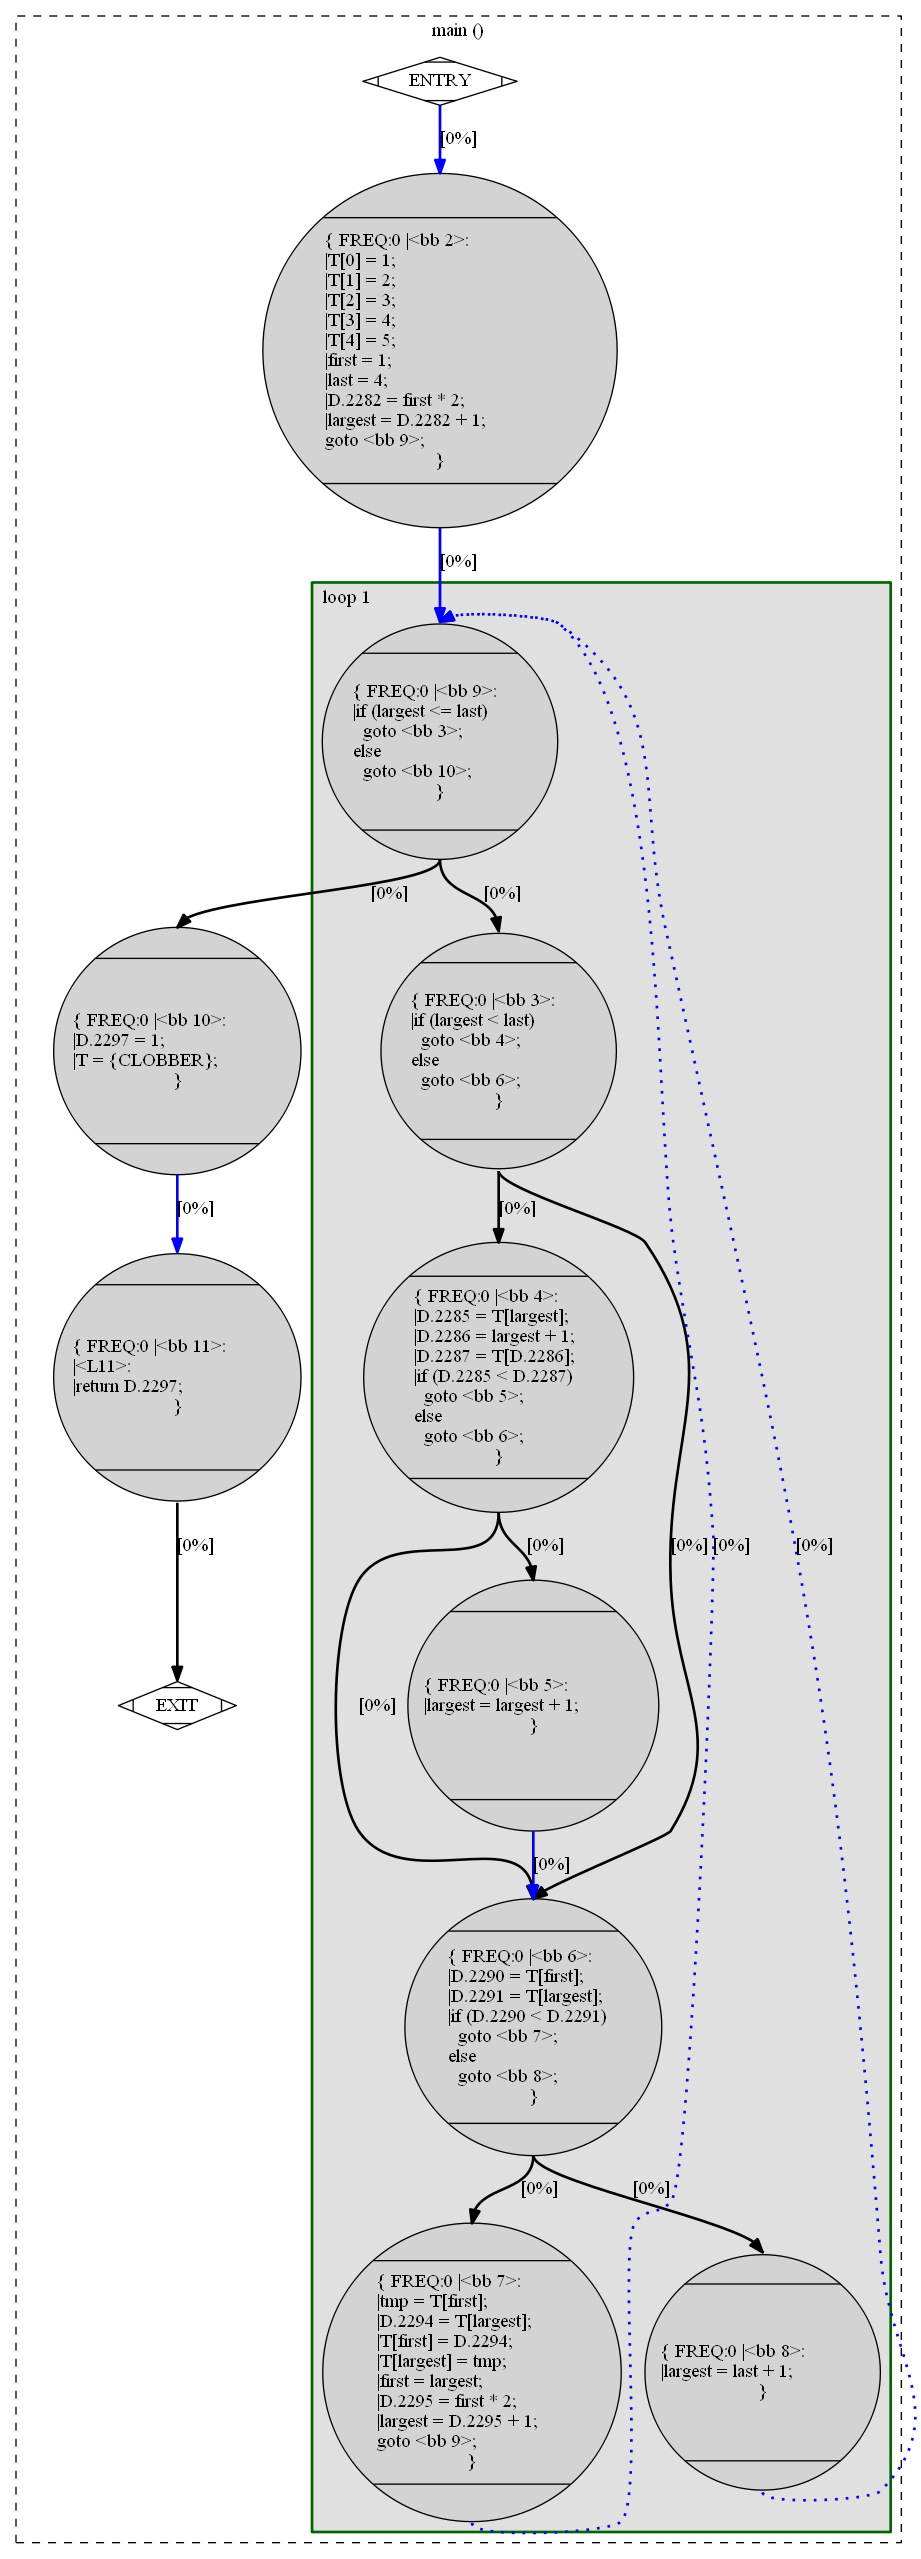 main ()
ENTRY
[0%]
{ FREQ:0 |<bb 2>:
|T[0] = 1;
|T[1] = 2;
|T[2] = 3;
|T[3] = 4;
|T[4] = 5;
|first = 1;
|last = 4;
|D.2282 = first * 2;
|largest = D.2282 + 1;
goto <bb 9>;
}
[0%]
loop 1
{ FREQ:0 |<bb 9>:
|if (largest <= last)
goto <bb 3>;
else
goto <bb 10>;
}
[0%]
[0%]
{ FREQ:0 |<bb 10>:
|D.2297 = 1;
|T = {CLOBBER};
}
{ FREQ:0 |<bb 3>:
|if (largest < last)
goto <bb 4>;
else
goto <bb 6>;
}
[0%]
[0%]
{ FREQ:0 |<bb 11>:
|<L11>:
|return D.2297;
}
{ FREQ:0 |<bb 4>:
|D.2285 = T[largest];
|D.2286 = largest + 1;
|D.2287 = T[D.2286];
|if (D.2285 < D.2287)
goto <bb 5>;
else
goto <bb 6>;
}
[0%]
[0%]
[0%]
[0%]
[0%]
EXIT
[0%]
{ FREQ:0 |<bb 5>:
|largest = largest + 1;
}
[0%]
{ FREQ:0 |<bb 6>:
|D.2290 = T[first];
|D.2291 = T[largest];
|if (D.2290 < D.2291)
goto <bb 7>;
else
goto <bb 8>;
}
[0%]
[0%]
{ FREQ:0 |<bb 7>:
|tmp = T[first];
|D.2294 = T[largest];
|T[first] = D.2294;
|T[largest] = tmp;
|first = largest;
|D.2295 = first * 2;
|largest = D.2295 + 1;
goto <bb 9>;
}
{ FREQ:0 |<bb 8>:
|largest = last + 1;
}